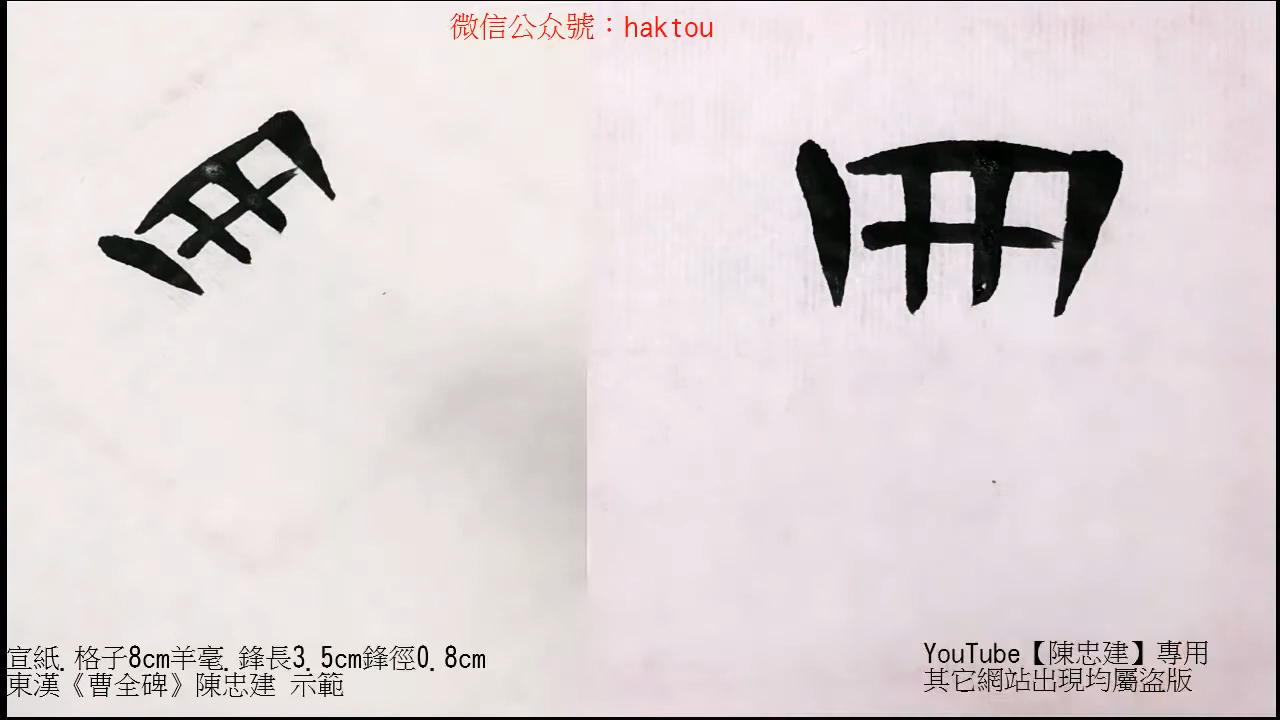 微信公众號：haktou
宣紙.格子8cm羊毫.鋒長3.5cm鋒徑0.8cm
東漢《曹全碑》陳忠建 示範
YouTube【陳忠建】專用
其它網站出現均屬盜版